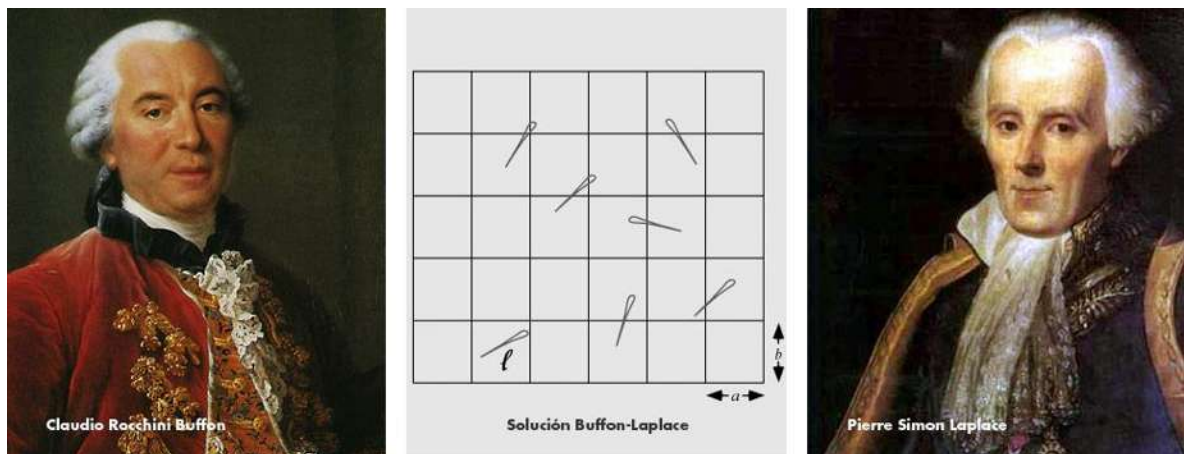 Claudio Rocchini Buffon
ℓ
b
a
Solución Buffon-Laplace
Pierre Simon Laplace